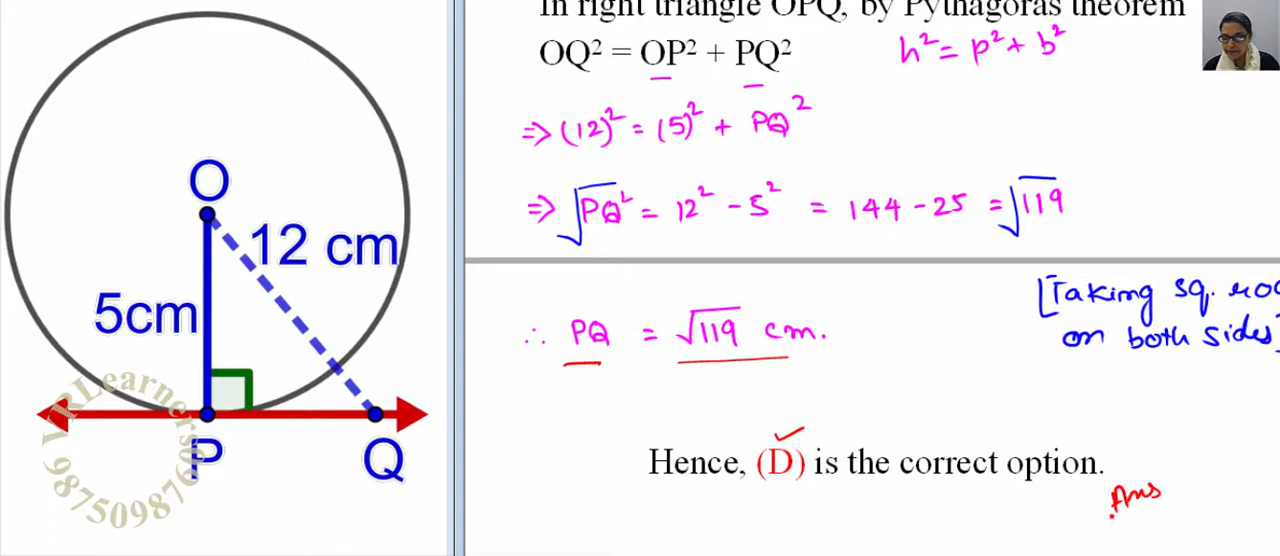 O
12 cm
5cm
P
Q
VRLearners
9875098760
In right triangle OPQ, by Pythagoras theorem
OQ² = OP² + PQ²
h² = p² + b²
⇒ (12)² = (5)² + PQ²
⇒ √PQ² = 12² - 5² = 144 - 25 = √119
∴ PQ = √119 cm.
[Taking sq. roo
on both sides]
Hence, (D) is the correct option.
Ans